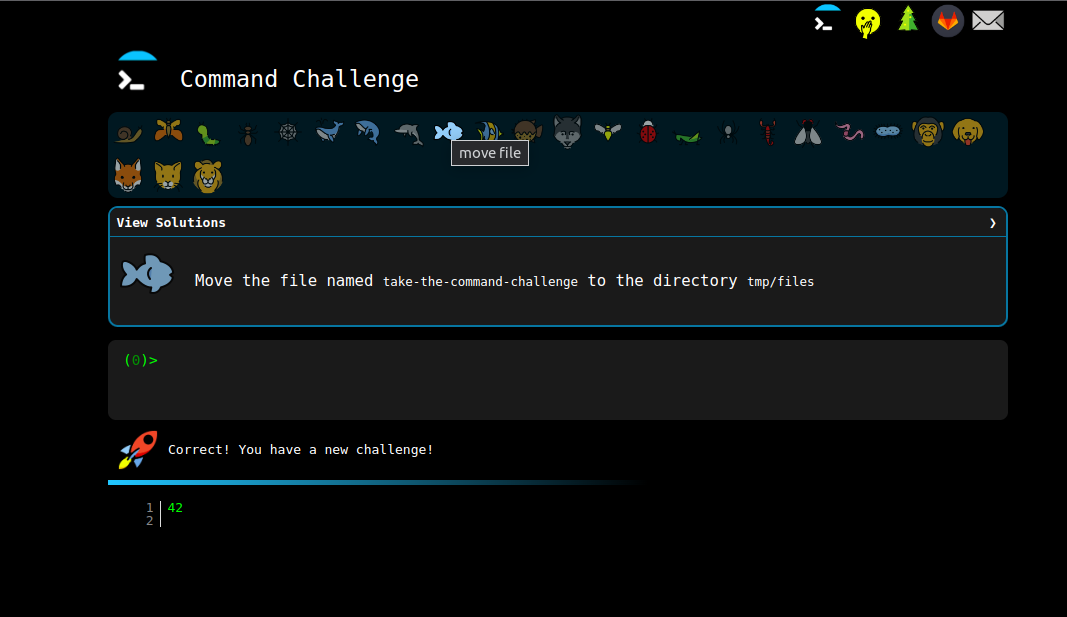 Command Challenge
move file
View Solutions ❯
Move the file named take-the-command-challenge to the directory tmp/files
(0)>
Correct! You have a new challenge!
1 42
2